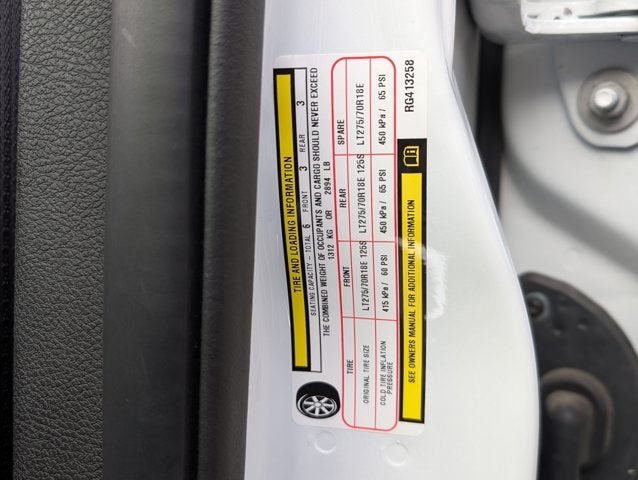 TIRE AND LOADING INFORMATION
SEATING CAPACITY - TOTAL 6 FRONT 3 REAR 3
THE COMBINED WEIGHT OF OCCUPANTS AND CARGO SHOULD NEVER EXCEED
1312 KG OR 2894 LB
TIRE FRONT REAR SPARE
ORIGINAL TIRE SIZE LT275/70R18E 125S LT275/70R18E 125S LT275/70R18E
COLD TIRE INFLATION PRESSURE 415 kPa / 60 PSI 450 kPa / 65 PSI 450 kPa / 65 PSI
SEE OWNERS MANUAL FOR ADDITIONAL INFORMATION
RG413258